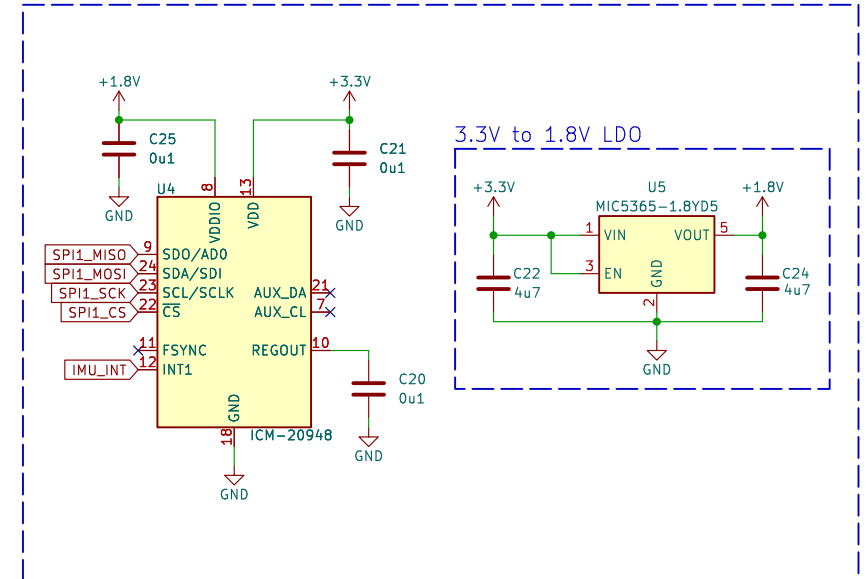 +1.8V
+3.3V
C25
0u1
C21
0u1
GND
GND
U4
8
13
VDDIO
VDD
SPI1_MISO 9 SDO/AD0
SPI1_MOSI 24 SDA/SDI
SPI1_SCK 23 SCL/SCLK
SPI1_CS 22 CS
AUX_DA 21
AUX_CL 7
11 FSYNC
REGOUT 10
IMU_INT 12 INT1
C20
0u1
GND
18
ICM-20948
GND
GND
3.3V to 1.8V LDO
+3.3V
U5
+1.8V
MIC5365-1.8YD5
1 VIN
VOUT 5
3 EN
GND
2
C22
4u7
C24
4u7
GND